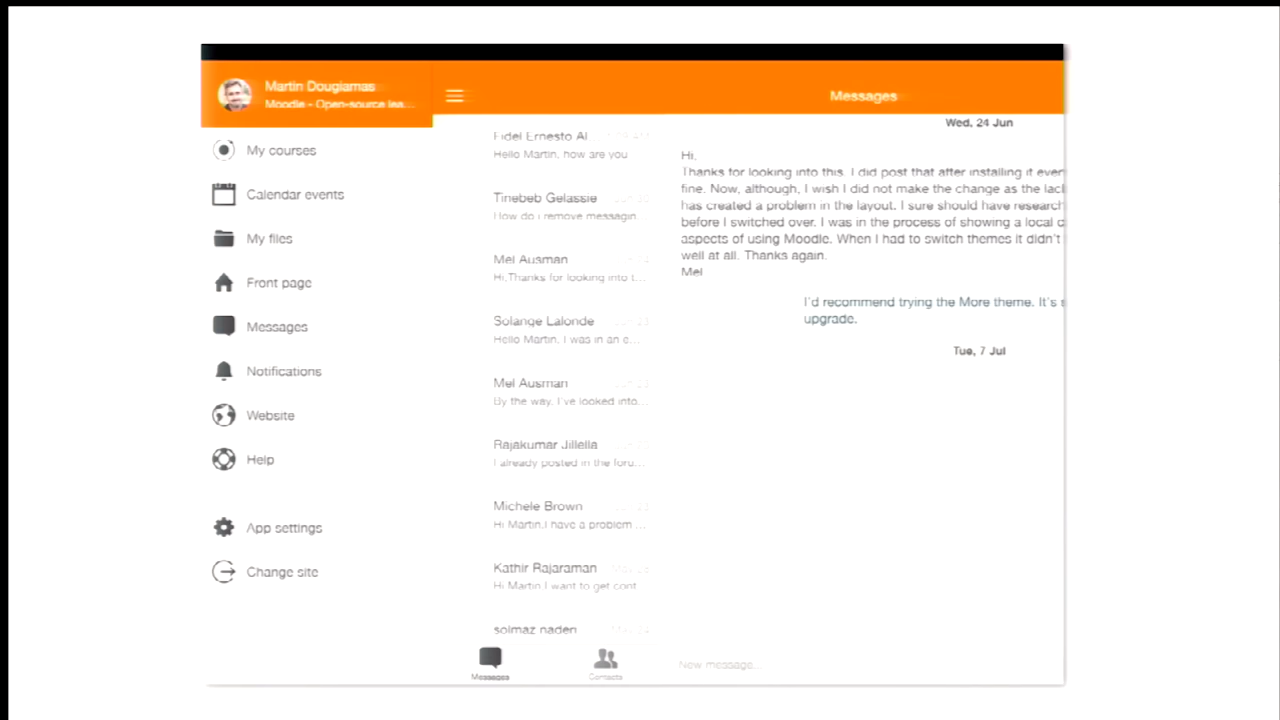 Martin Dougiamas
Moodle - Open-source lea...
Messages
My courses
Calendar events
My files
Front page
Messages
Notifications
Website
Help
App settings
Change site
Fidel Ernesto Al
Hello Martin, how are you
Tinebeb Gelassie
How do i remove messagin...
Mel Ausman
Hi,Thanks for looking into t...
Solange Lalonde
Hello Martin, I was in an e...
Mel Ausman
By the way, I've looked into...
Rajakumar Jillella
I already posted in the foru...
Michele Brown
Hi Martin,I have a problem ...
Kathir Rajaraman
Hi Martin I want to get cont
solmaz naderi
Messages
Contacts
Wed, 24 Jun
Hi,
Thanks for looking into this. I did post that after installing it ever
fine. Now, although, I wish I did not make the change as the lack
has created a problem in the layout. I sure should have research
before I switched over. I was in the process of showing a local c
aspects of using Moodle. When I had to switch themes it didn't
well at all. Thanks again.
Mel
I'd recommend trying the More theme. It's
upgrade.
Tue, 7 Jul
New message...